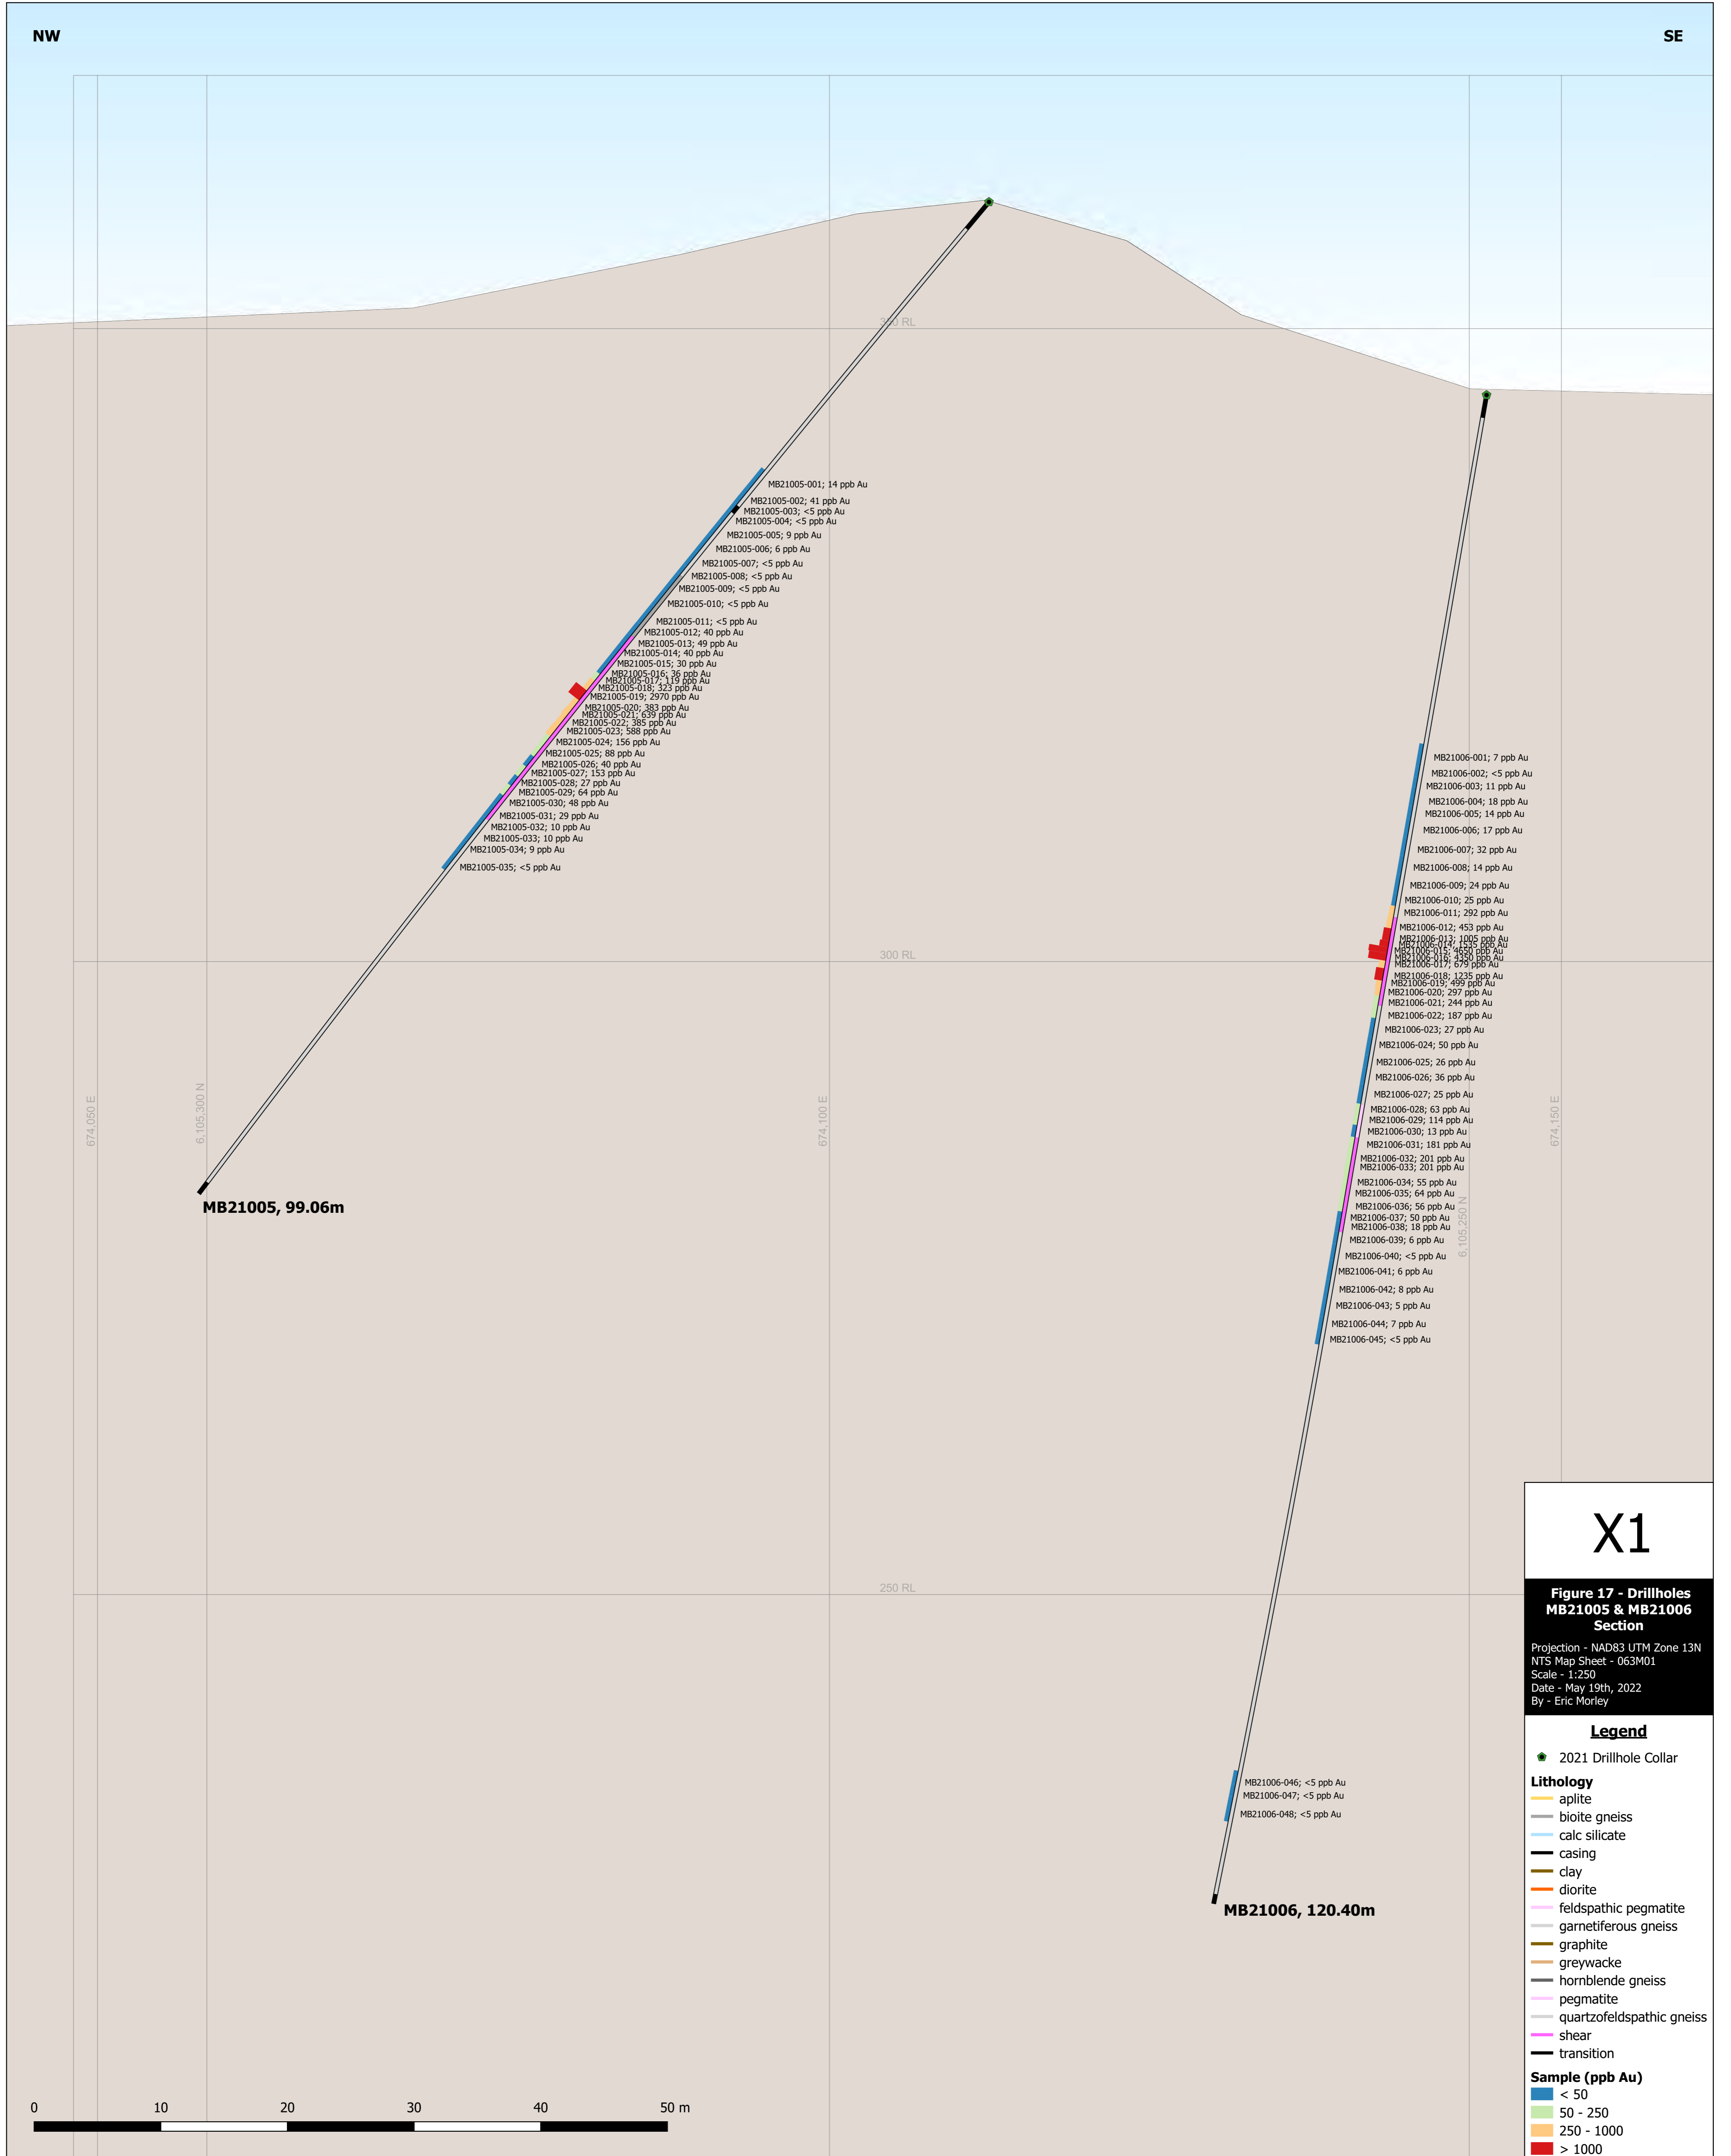 NW
SE
350 RL
MB21005-001; 14 ppb Au
MB21005-002; 41 ppb Au
MB21005-003; <5 ppb Au
MB21005-004; <5 ppb Au
MB21005-005; 9 ppb Au
MB21005-006; 6 ppb Au
MB21005-007; <5 ppb Au
MB21005-008; <5 ppb Au
MB21005-009; <5 ppb Au
MB21005-010; <5 ppb Au
MB21005-011; <5 ppb Au
MB21005-012; 40 ppb Au
MB21005-013; 49 ppb Au
MB21005-014; 40 ppb Au
MB21005-015; 30 ppb Au
MB21005-016; 36 ppb Au
MB21005-017; 119 ppb Au
MB21005-018; 323 ppb Au
MB21005-019; 2970 ppb Au
MB21005-020; 383 ppb Au
MB21005-021; 639 ppb Au
MB21005-022; 385 ppb Au
MB21005-023; 588 ppb Au
MB21005-024; 156 ppb Au
MB21005-025; 88 ppb Au
MB21005-026; 40 ppb Au
MB21005-027; 153 ppb Au
MB21005-028; 27 ppb Au
MB21005-029; 64 ppb Au
MB21005-030; 48 ppb Au
MB21005-031; 29 ppb Au
MB21005-032; 10 ppb Au
MB21005-033; 10 ppb Au
MB21005-034; 9 ppb Au
MB21005-035; <5 ppb Au
MB21006-001; 7 ppb Au
MB21006-002; <5 ppb Au
MB21006-003; 11 ppb Au
MB21006-004; 18 ppb Au
MB21006-005; 14 ppb Au
MB21006-006; 17 ppb Au
MB21006-007; 32 ppb Au
MB21006-008; 14 ppb Au
MB21006-009; 24 ppb Au
MB21006-010; 25 ppb Au
MB21006-011; 292 ppb Au
MB21006-012; 453 ppb Au
MB21006-013; 1005 ppb Au
MB21006-014; 1535 ppb Au
MB21006-015; 4650 ppb Au
MB21006-016; 4350 ppb Au
MB21006-017; 679 ppb Au
MB21006-018; 1235 ppb Au
MB21006-019; 499 ppb Au
MB21006-020; 297 ppb Au
MB21006-021; 244 ppb Au
MB21006-022; 187 ppb Au
MB21006-023; 27 ppb Au
MB21006-024; 50 ppb Au
MB21006-025; 26 ppb Au
MB21006-026; 36 ppb Au
MB21006-027; 25 ppb Au
MB21006-028; 63 ppb Au
MB21006-029; 114 ppb Au
MB21006-030; 13 ppb Au
MB21006-031; 181 ppb Au
MB21006-032; 201 ppb Au
MB21006-033; 201 ppb Au
MB21006-034; 55 ppb Au
MB21006-035; 64 ppb Au
MB21006-036; 56 ppb Au
MB21006-037; 50 ppb Au
MB21006-038; 18 ppb Au
MB21006-039; 6 ppb Au
MB21006-040; <5 ppb Au
MB21006-041; 6 ppb Au
MB21006-042; 8 ppb Au
MB21006-043; 5 ppb Au
MB21006-044; 7 ppb Au
MB21006-045; <5 ppb Au
300 RL
674,050 E
6,105,300 N
674,100 E
6,105,250 N
674,150 E
MB21005, 99.06m
250 RL
MB21006-046; <5 ppb Au
MB21006-047; <5 ppb Au
MB21006-048; <5 ppb Au
MB21006, 120.40m
X1
Figure 17 - Drillholes
MB21005 & MB21006
Section
Projection - NAD83 UTM Zone 13N
NTS Map Sheet - 063M01
Scale - 1:250
Date - May 19th, 2022
By - Eric Morley
Legend
2021 Drillhole Collar
Lithology
aplite
bioite gneiss
calc silicate
casing
clay
diorite
feldspathic pegmatite
garnetiferous gneiss
graphite
greywacke
hornblende gneiss
pegmatite
quartzofeldspathic gneiss
shear
transition
Sample (ppb Au)
< 50
50 - 250
250 - 1000
> 1000
0 10 20 30 40 50 m